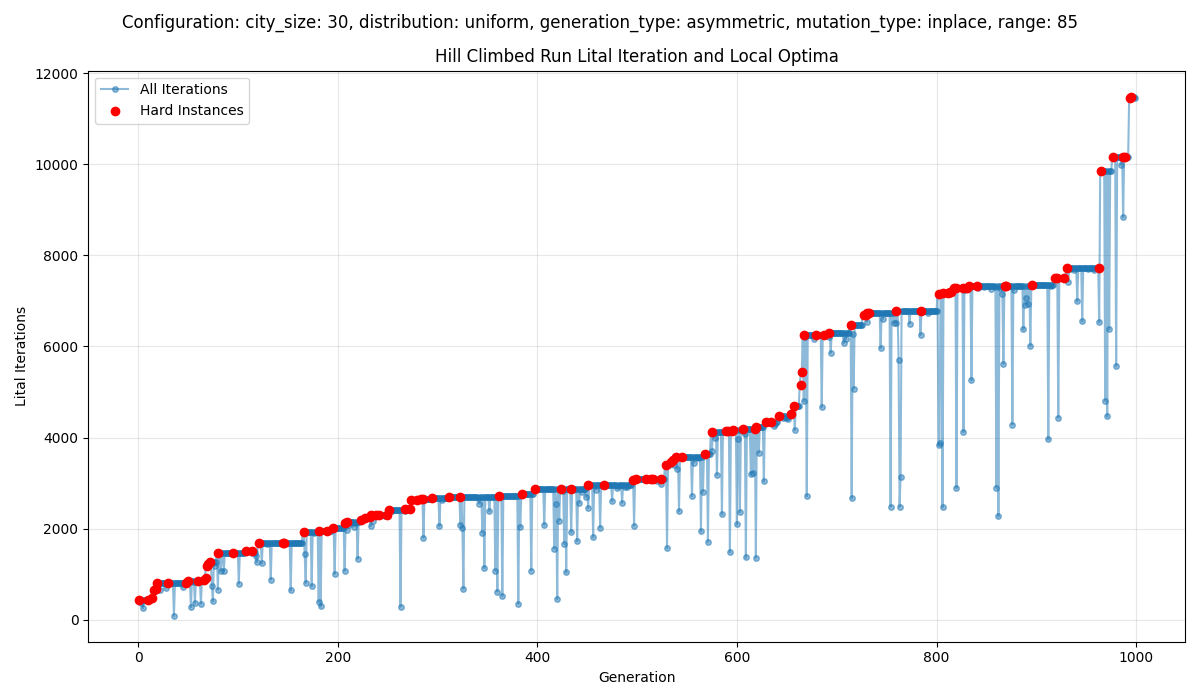 Configuration: city_size: 30, distribution: uniform, generation_type: asymmetric, mutation_type: inplace, range: 85
Hill Climbed Run Lital Iteration and Local Optima
All Iterations
Hard Instances
12000
10000
8000
6000
4000
2000
0
Lital Iterations
0 200 400 600 800 1000
Generation